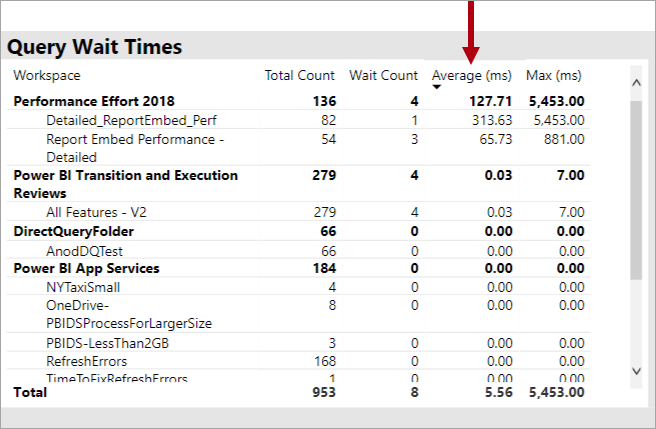 Query Wait Times
Workspace Total Count Wait Count Average (ms) Max (ms)
Performance Effort 2018 136 4 127.71 5,453.00
Detailed_ReportEmbed_Perf 82 1 313.63 5,453.00
Report Embed Performance - 54 3 65.73 881.00
Detailed
Power BI Transition and Execution 279 4 0.03 7.00
Reviews
All Features - V2 279 4 0.03 7.00
DirectQueryFolder 66 0 0.00 0.00
AnodDQTest 66 0 0.00 0.00
Power BI App Services 184 0 0.00 0.00
NYTaxiSmall 4 0 0.00 0.00
OneDrive- 8 0 0.00 0.00
PBIDSProcessForLargerSize
PBIDS-LessThan2GB 3 0 0.00 0.00
RefreshErrors 168 0 0.00 0.00
TimeToFixRefreshErrors 1 0 0.00 0.00
Total 953 8 5.56 5,453.00